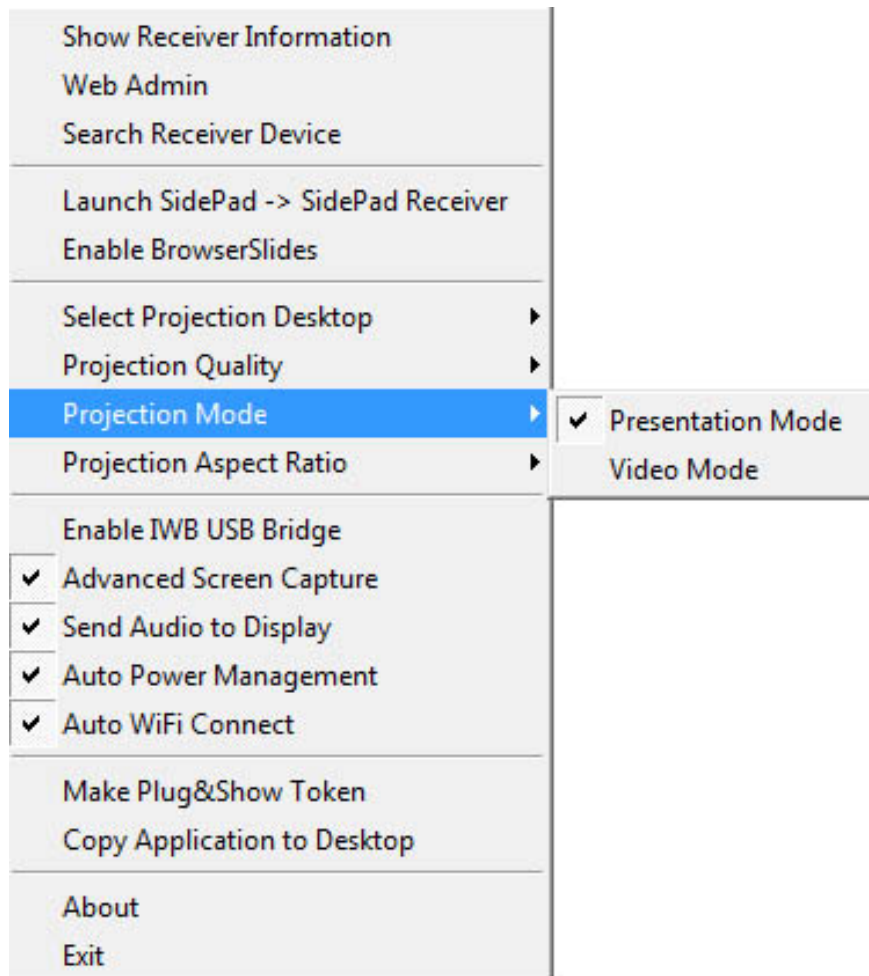 Show Receiver Information
Web Admin
Search Receiver Device
Launch SidePad -> SidePad Receiver
Enable BrowserSlides
Select Projection Desktop
Projection Quality
Projection Mode
Presentation Mode
Video Mode
Projection Aspect Ratio
Enable IWB USB Bridge
Advanced Screen Capture
Send Audio to Display
Auto Power Management
Auto WiFi Connect
Make Plug&Show Token
Copy Application to Desktop
About
Exit